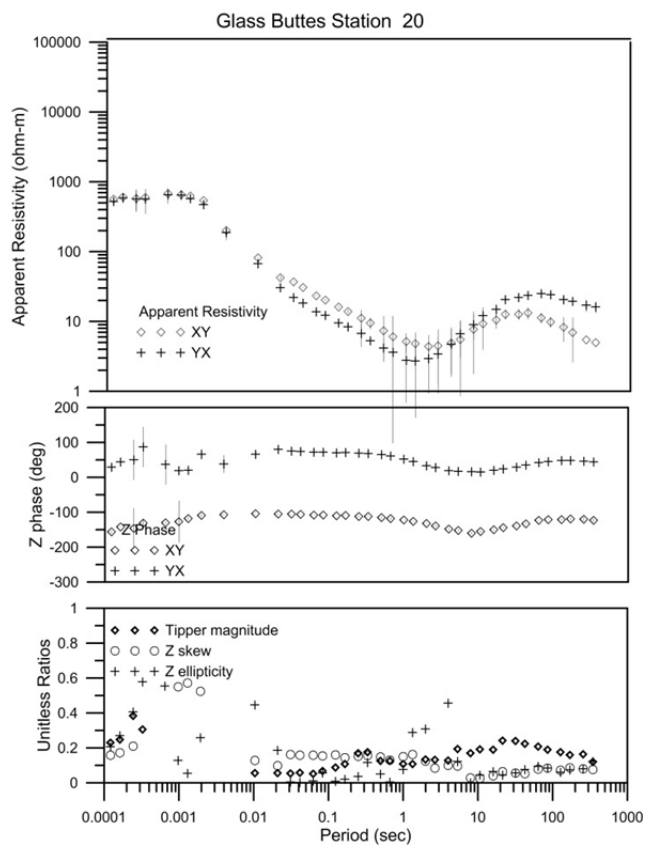 Glass Buttes Station 20
100000
10000
1000
100
10
1
Apparent Resistivity (ohm-m)
Apparent Resistivity
XY
YX
200
100
0
-100
-200
-300
Z phase (deg)
Z Phase
XY
YX
1
0.8
0.6
0.4
0.2
0
Unitless Ratios
Tipper magnitude
Z skew
Z ellipticity
0.0001 0.001 0.01 0.1 1 10 100 1000
Period (sec)